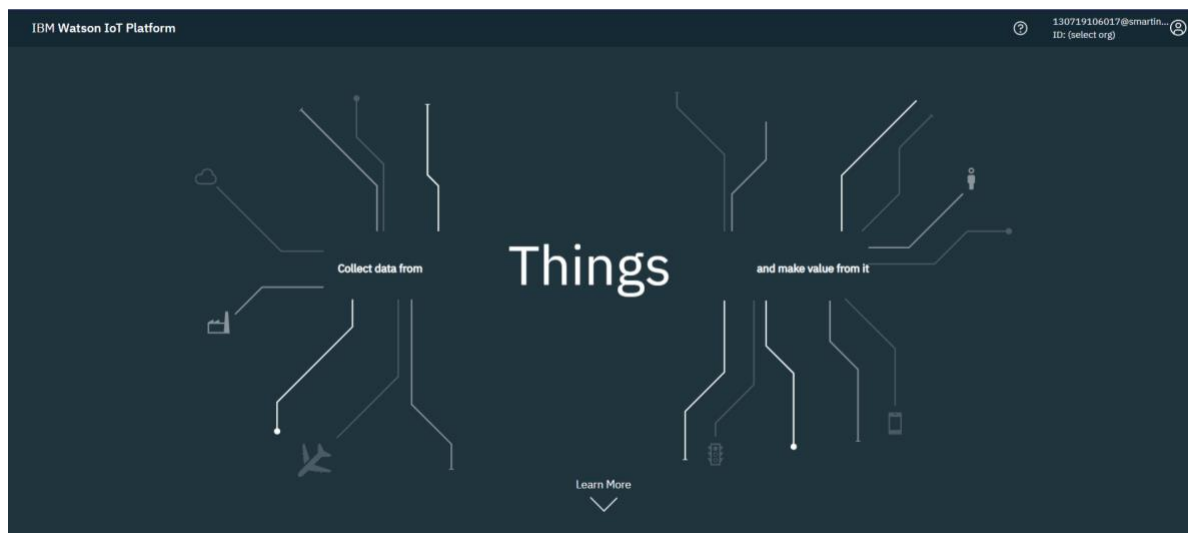 IBM Watson IoT Platform
130719106017@smartin...
ID: (select org)
Collect data from
Things
and make value from it
Learn More